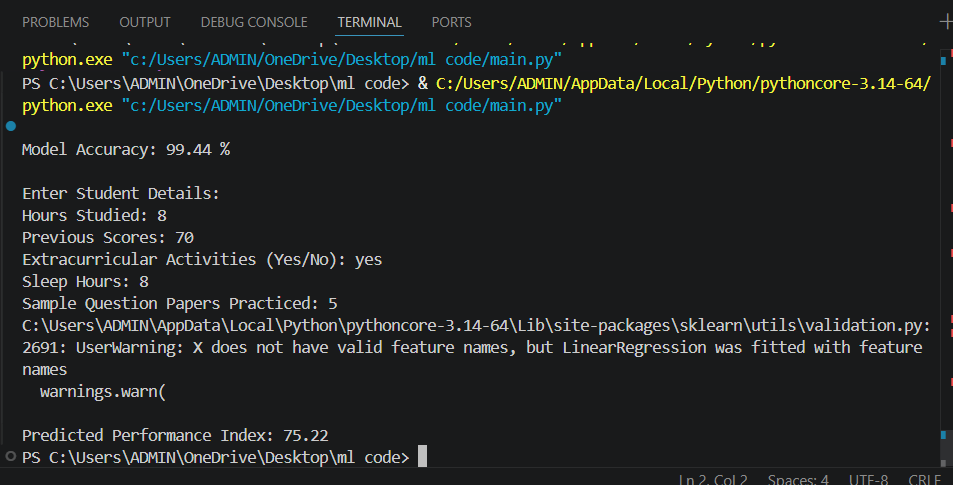 PROBLEMS OUTPUT DEBUG CONSOLE TERMINAL PORTS
python.exe "c:/Users/ADMIN/OneDrive/Desktop/ml code/main.py"
PS C:\Users\ADMIN\OneDrive\Desktop\ml code> & C:/Users/ADMIN/AppData/Local/Python/pythoncore-3.14-64/
python.exe "c:/Users/ADMIN/OneDrive/Desktop/ml code/main.py"
Model Accuracy: 99.44 %
Enter Student Details:
Hours Studied: 8
Previous Scores: 70
Extracurricular Activities (Yes/No): yes
Sleep Hours: 8
Sample Question Papers Practiced: 5
C:\Users\ADMIN\AppData\Local\Python\pythoncore-3.14-64\Lib\site-packages\sklearn\utils\validation.py:
2691: UserWarning: X does not have valid feature names, but LinearRegression was fitted with feature
names
warnings.warn(
Predicted Performance Index: 75.22
PS C:\Users\ADMIN\OneDrive\Desktop\ml code>
Ln 2, Col 2 Spaces: 4 UTF-8 CRLF